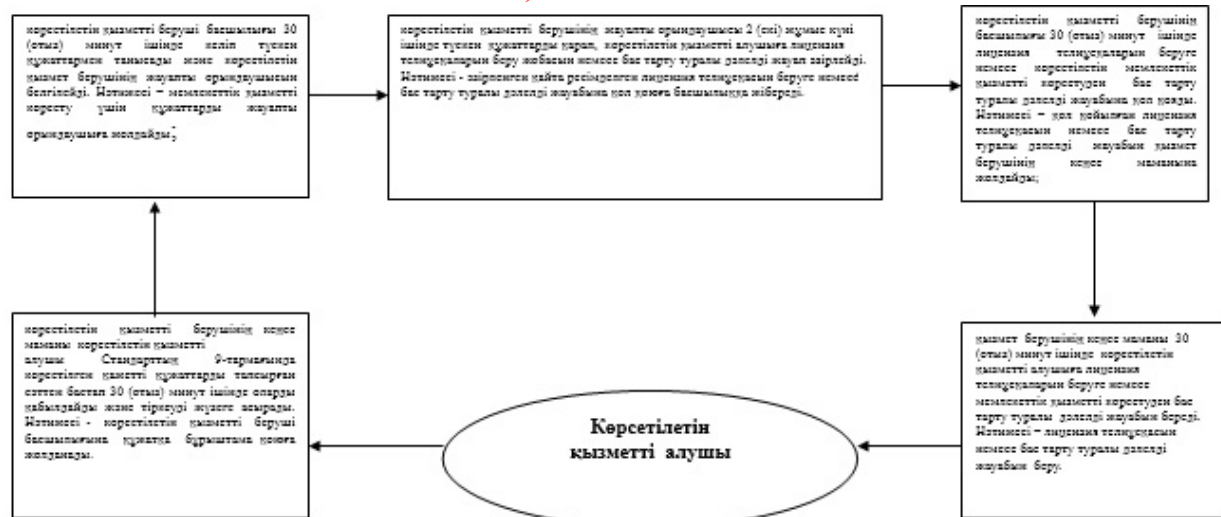 көрсетілетін қызметті беруші басшылығы 30
(отыз) минут ішінде келіп түскен
құжаттармен танысады және көрсетілетін
қызмет берушінің жауапты орындаушысын
белгілейді. Нәтижесі – мемлекеттік қызметті
көрсету үшін құжаттарды жауапты
орындаушыға жолдайды;
көрсетілетін қызметті берушінің жауапты орындаушысы 2 (екі) жұмыс күні
ішінде түскен құжаттарды қарап, көрсетілетін қызметті алушыға лицензия
телнұсқаларын беру жобасын немесе бас тарту туралы дәлелді жауап әзірлейді.
Нәтижесі - әзірленген қайта ресімделген лицензия телнұсқасын беруге немесе
бас тарту туралы дәлелді жауабына қол қоюға басшылыққа жібереді.
көрсетілетін қызметті берушінің
басшылығы 30 (отыз) минут ішінде
лицензия телнұсқаларын беруге
немесе көрсетілетін мемлекеттік
қызметті көрсетуден бас тарту
туралы дәлелді жауабына қол қояды.
Нәтижесі – қол қойылған лицензия
телнұсқасын немесе бас тарту
туралы дәлелді жауабын қызмет
берушінің кеңсе маманына
жолдайды;
көрсетілетін қызметті берушінің кеңсе
маманы көрсетілетін қызметті
алушы Стандарттың 9-тармағында
көрсетілген қажетті құжаттарды тапсырған
сәттен бастап 30 (отыз) минут ішінде оларды
қабылдайды және тіркеуді жүзеге асырады.
Нәтижесі - көрсетілетін қызметті беруші
басшылығына құжатқа бұрыштама қоюға
жолданады.
Көрсетілетін
қызметті алушы
қызмет берушінің кеңсе маманы 30
(отыз) минут ішінде көрсетілетін
қызметті алушыға лицензия
телнұсқаларын беруге немесе
мемлекеттік қызметті көрсетуден бас
тарту туралы дәлелді жауабын береді.
Нәтижесі – лицензия телнұсқасын
немесе бас тарту туралы дәлелді
жауабын беру.